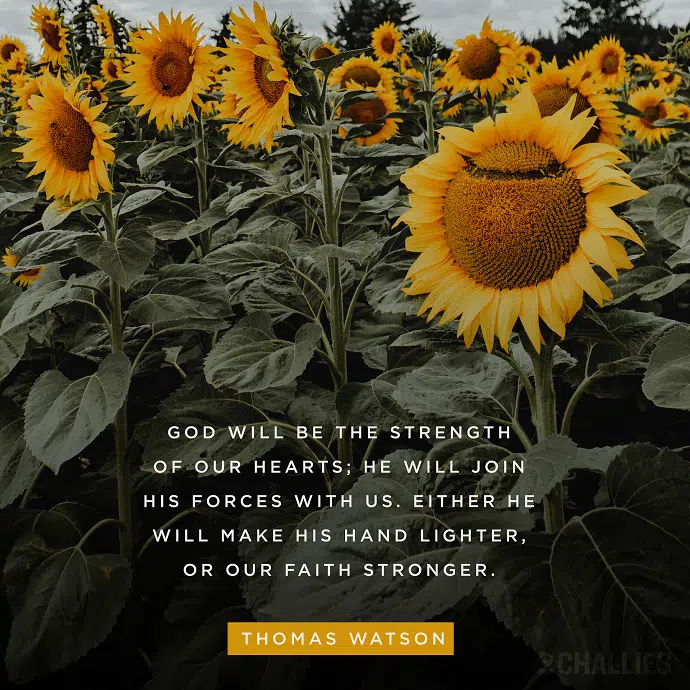 GOD WILL BE THE STRENGTH
OF OUR HEARTS; HE WILL JOIN
HIS FORCES WITH US. EITHER HE
WILL MAKE HIS HAND LIGHTER,
OR OUR FAITH STRONGER.
THOMAS WATSON
CHALLIES